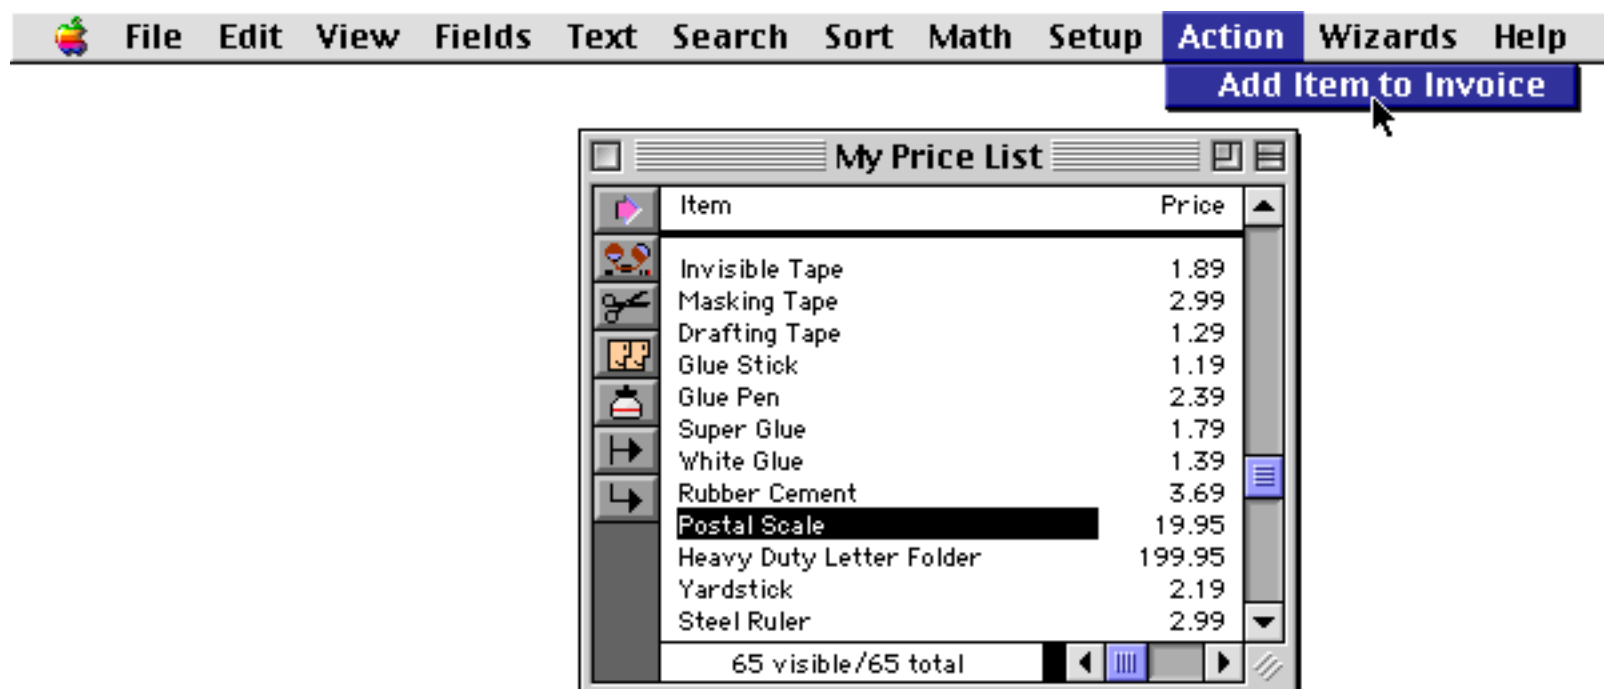 File Edit View Fields Text Search Sort Math Setup Action Wizards Help
Add Item to Invoice
My Price List
Item Price
Invisible Tape 1.89
Masking Tape 2.99
Drafting Tape 1.29
Glue Stick 1.19
Glue Pen 2.39
Super Glue 1.79
White Glue 1.39
Rubber Cement 3.69
Postal Scale 19.95
Heavy Duty Letter Folder 199.95
Yardstick 2.19
Steel Ruler 2.99
65 visible/65 total